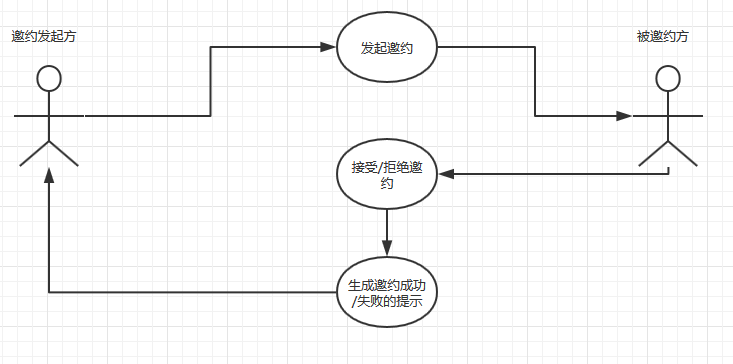 邀约发起方
发起邀约
被邀约方
接受/拒绝邀
约
生成邀约成功
/失败的提示